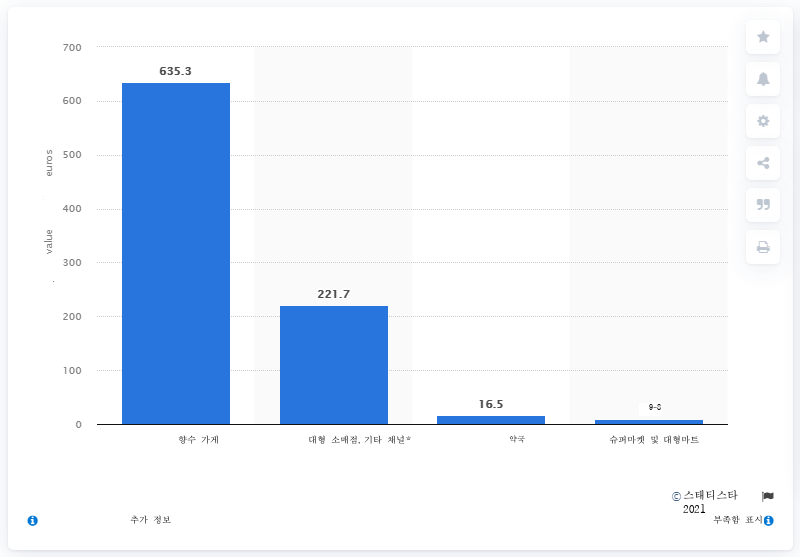 700
635.3
600
500
400
300
200
100
0
value
euros
221.7
16.5
9-8
향수 가게
대형 소매점, 기타 채널*
약국
슈퍼마켓 및 대형마트
© 스태티스타
2021
추가 정보
부족함 표시